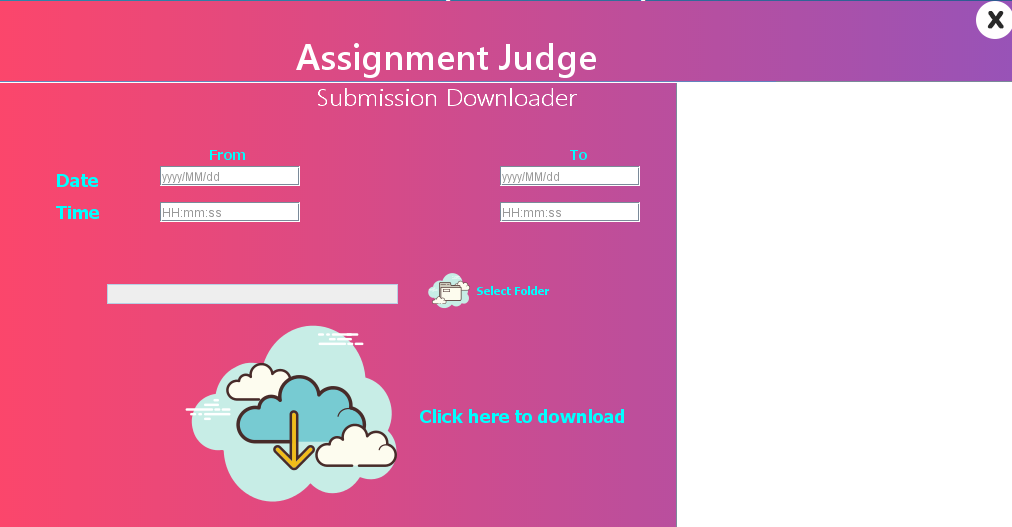 X
Assignment Judge
Submission Downloader
From To
Date yyyy/MM/dd yyyy/MM/dd
Time HH:mm:ss HH:mm:ss
Select Folder
Click here to download